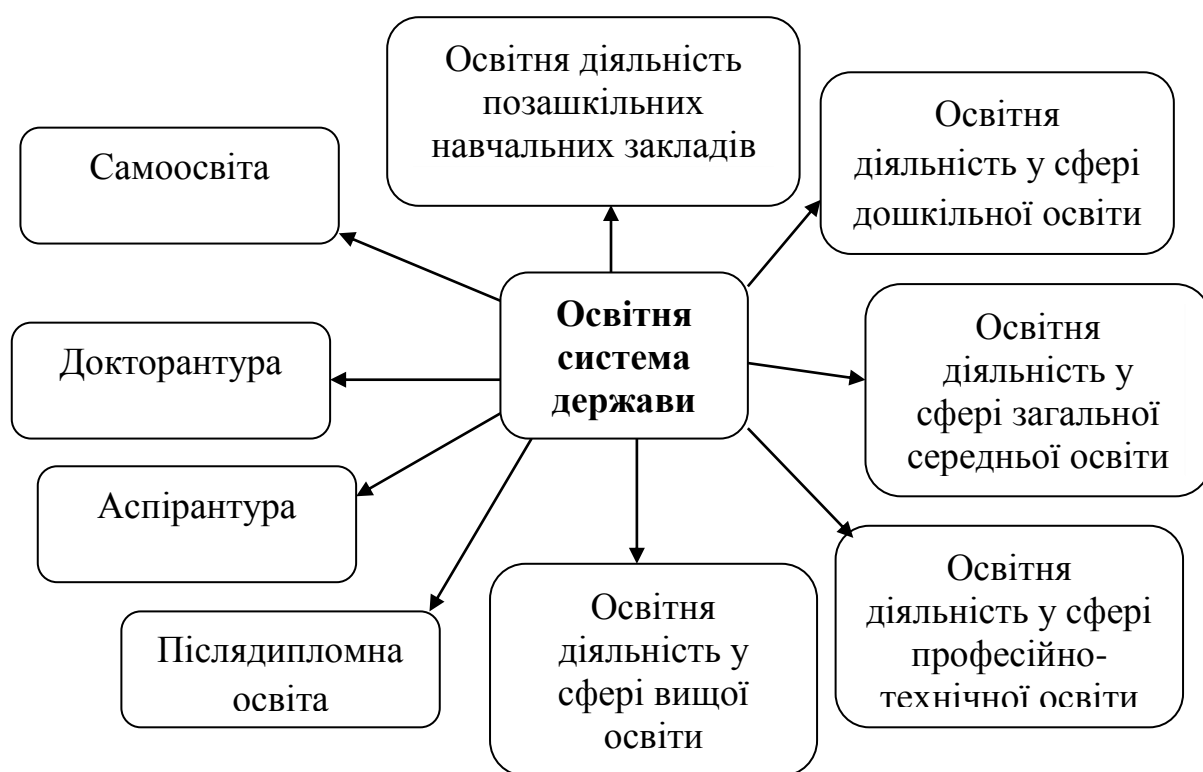 Освітня діяльність
позашкільних
навчальних закладів
Освітня
діяльність у сфері
дошкільної освіти
Самоосвіта
Освітня
система
держави
Освітня
діяльність у
сфері загальної
середньої освіти
Докторантура
Аспірантура
Освітня
діяльність у сфері
професійно-
технічної освіти
Освітня
діяльність у
сфері вищої
освіти
Післядипломна
освіта